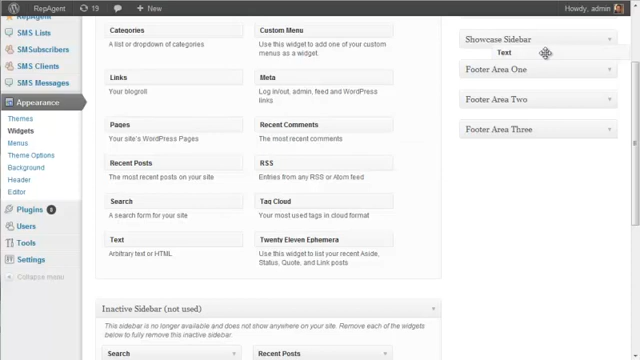 RepAgent
19
+ New
Howdy, admin
RepAgent
SMS Lists
SMSubscribers
SMS Clients
SMS Messages
Appearance
Themes
Widgets
Menus
Theme Options
Background
Header
Editor
Plugins 8
Users
Tools
Settings
Collapse menu
Categories
A list or dropdown of categories
Custom Menu
Use this widget to add one of your custom
menus as a widget.
Links
Your blogroll
Meta
Log in/out, admin, feed and WordPress
links
Pages
Your site's WordPress Pages
Recent Comments
The most recent comments
Recent Posts
The most recent posts on your site
RSS
Entries from any RSS or Atom feed
Search
A search form for your site
Tag Cloud
Your most used tags in cloud format
Text
Arbitrary text or HTML
Twenty Eleven Ephemera
Use this widget to list your recent Aside,
Status, Quote, and Link posts
Inactive Sidebar (not used)
This sidebar is no longer available and does not show anywhere on your site. Remove each of the widgets
below to fully remove this inactive sidebar
Search
Recent Posts
Showcase Sidebar
Text
Footer Area One
Footer Area Two
Footer Area Three